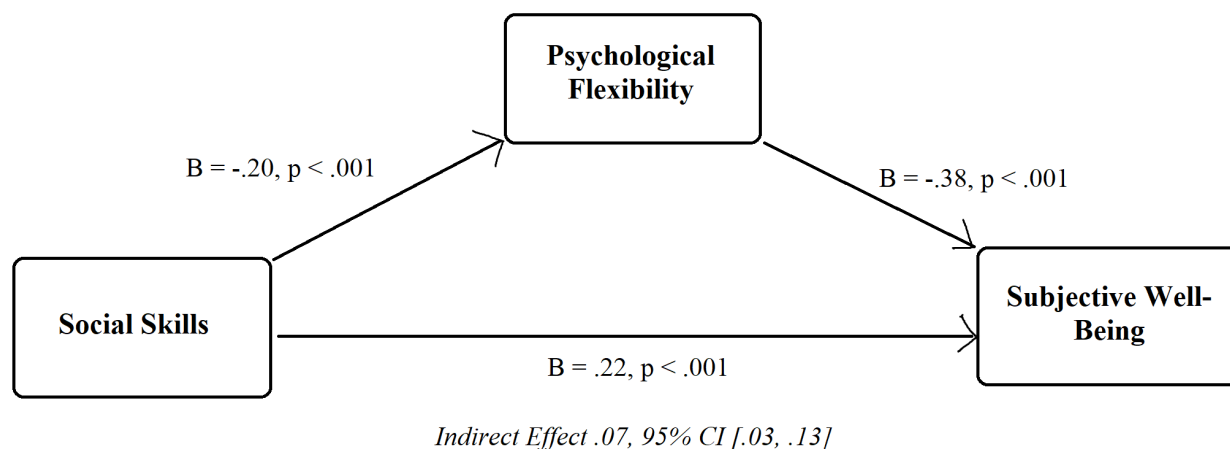 Psychological
Flexibility
B = -.20, p < .001
B = -.38, p < .001
Social Skills
Subjective Well-
Being
B = .22, p < .001
Indirect Effect .07, 95% CI [.03, .13]